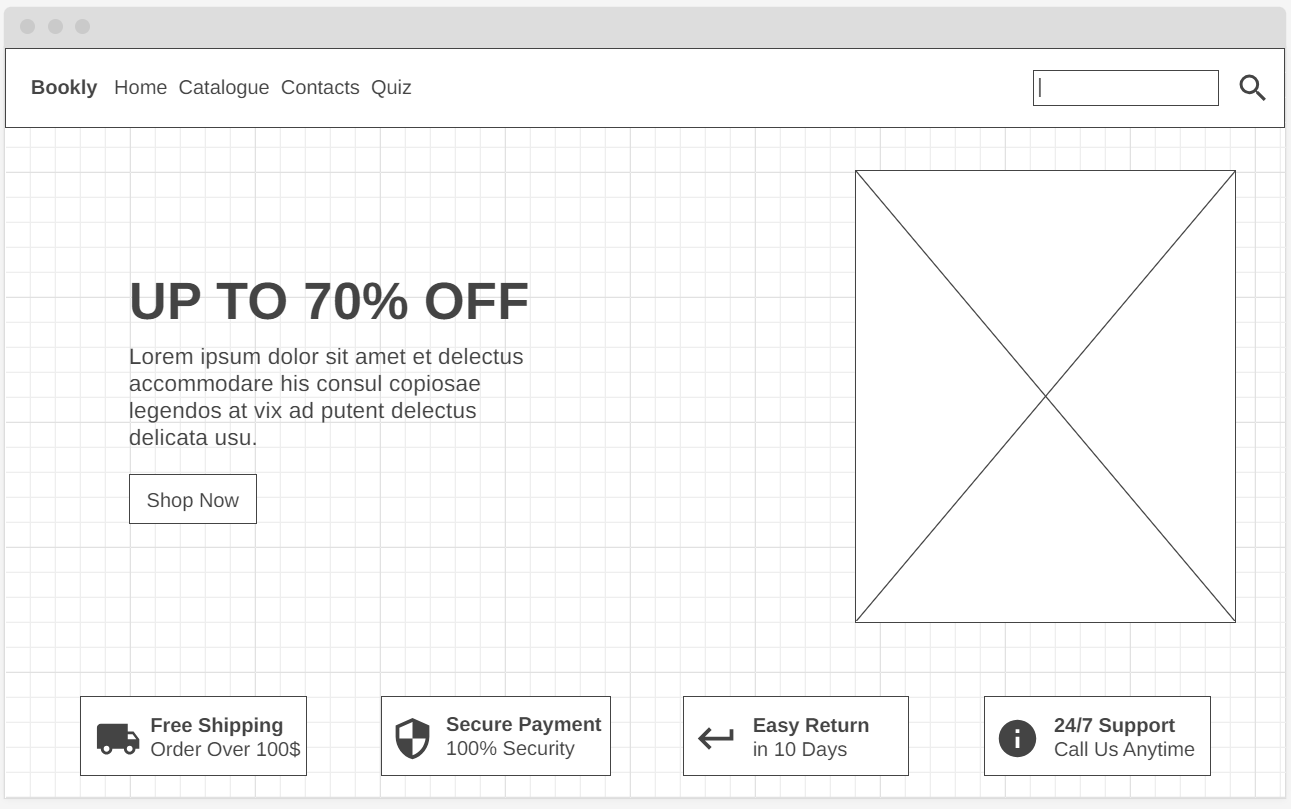 Bookly Home Catalogue Contacts Quiz
UP TO 70% OFF
Lorem ipsum dolor sit amet et delectus
accommodare his consul copiosae
legendos at vix ad putent delectus
delicata usu.
Shop Now
Free Shipping
Order Over 100$
Secure Payment
100% Security
Easy Return
in 10 Days
24/7 Support
Call Us Anytime